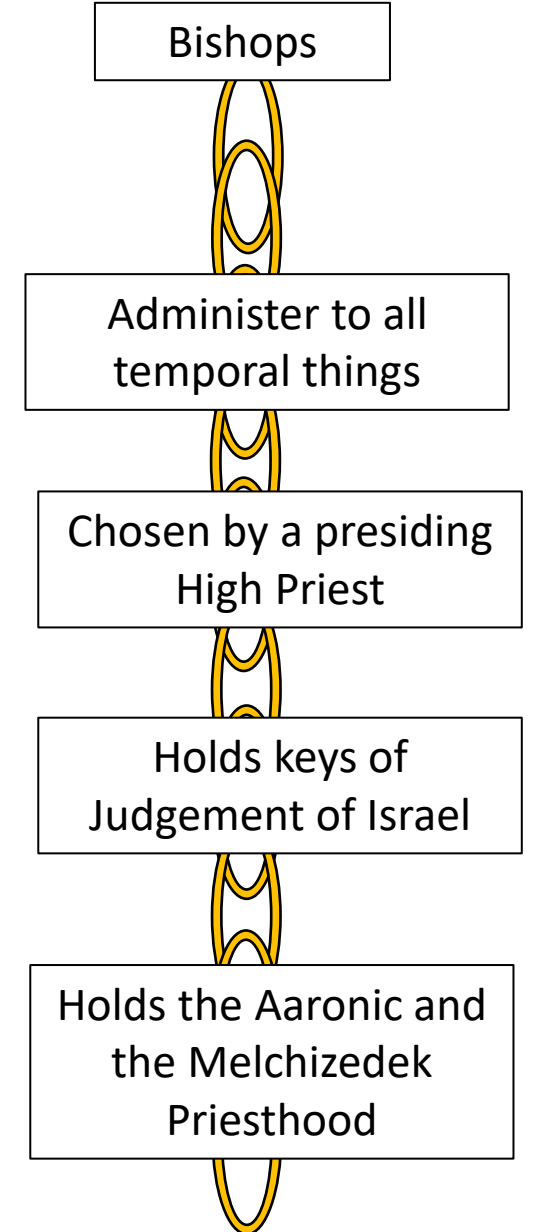 Bishops
Administer to all
temporal things
Chosen by a presiding
High Priest
Holds keys of
Judgement of Israel
Holds the Aaronic and
the Melchizedek
Priesthood